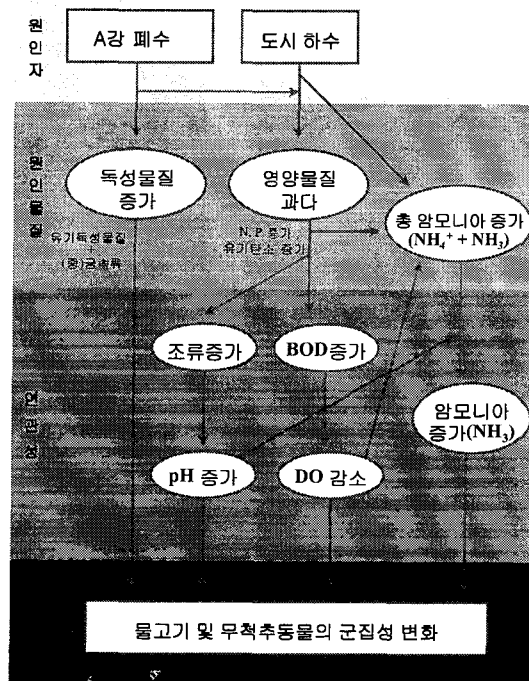 원인자
A강 폐수
도시 하수
원인물질
독성물질
증가
영양물질
과다
총 암모니아 증가
(NH₄⁺ + NH₃)
유기독성물질
(중)금속류
N, P 증가
유기탄소 증가
조류증가
BOD증가
암모니아
증가(NH₃)
pH 증가
DO 감소
물고기 및 무척추동물의 군집성 변화